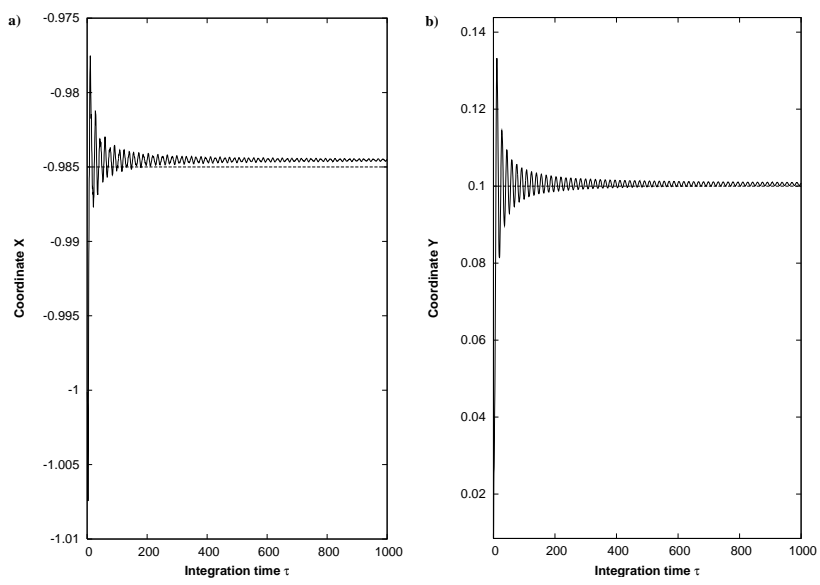 a)
-0.975
-0.98
-0.985
-0.99
-0.995
-1
-1.005
-1.01
0 200 400 600 800 1000
Coordinate X
Integration time τ
b)
0.14
0.12
0.1
0.08
0.06
0.04
0.02
0 200 400 600 800 1000
Coordinate Y
Integration time τ